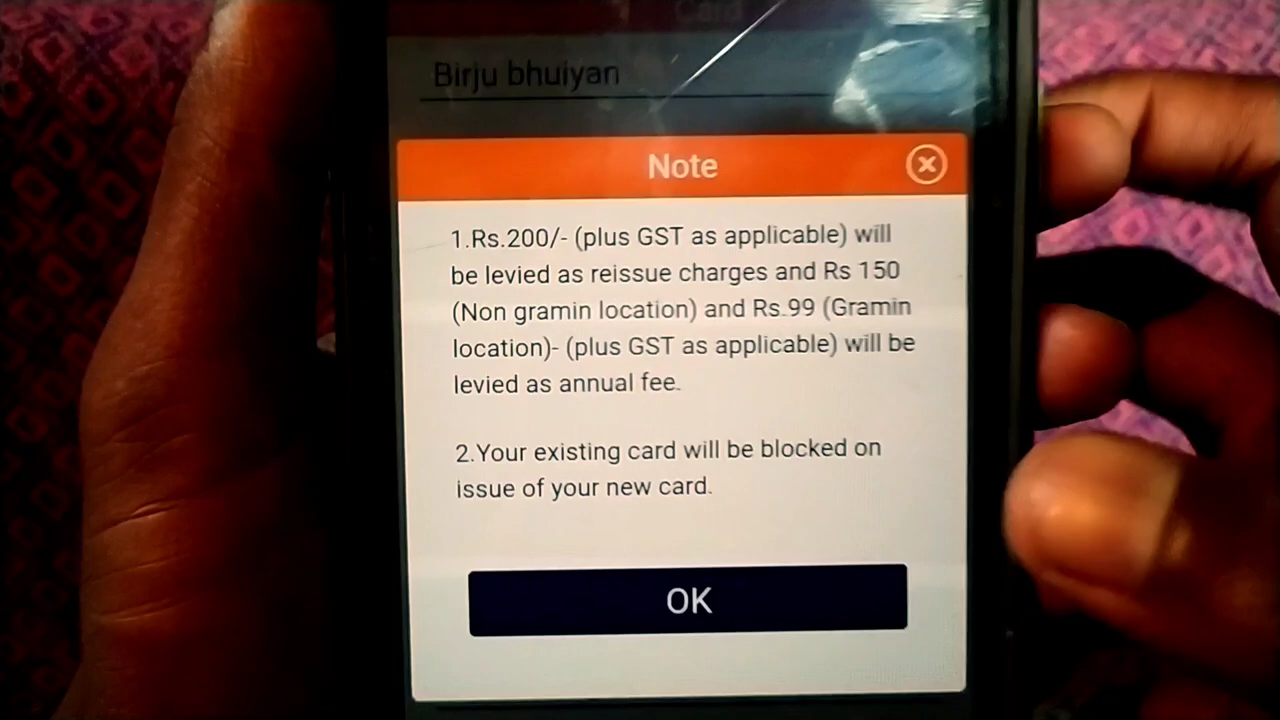 Card
Birju bhuiyan
Note
1.Rs.200/- (plus GST as applicable) will
be levied as reissue charges and Rs 150
(Non gramin location) and Rs.99 (Gramin
location)- (plus GST as applicable) will be
levied as annual fee.
2.Your existing card will be blocked on
issue of your new card.
OK